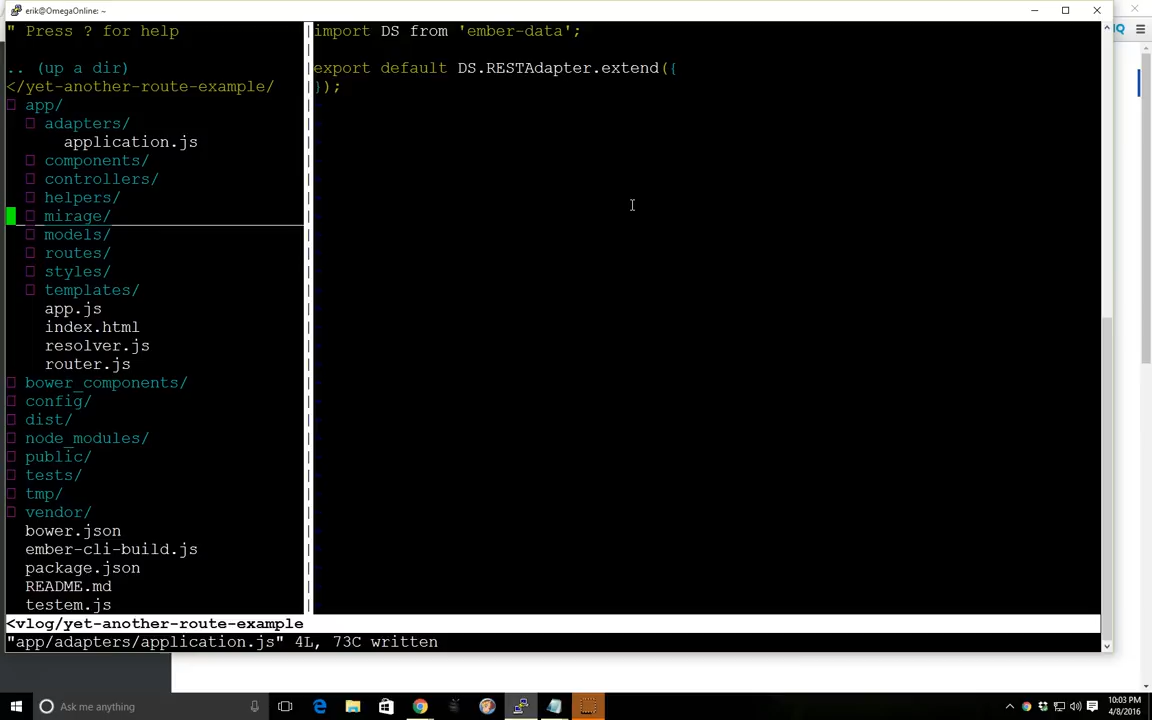 erik@OmegaOnline: ~
" Press ? for help
.. (up a dir)
</yet-another-route-example/
app/
adapters/
application.js
components/
controllers/
helpers/
mirage/
models/
routes/
styles/
templates/
app.js
index.html
resolver.js
router.js
bower_components/
config/
dist/
node_modules/
public/
tests/
tmp/
vendor/
bower.json
ember-cli-build.js
package.json
README.md
testem.js
<vlog/yet-another-route-example
"app/adapters/application.js" 4L, 73C written
import DS from 'ember-data';
export default DS.RESTAdapter.extend({
});
Ask me anything
10:03 PM
4/8/2016